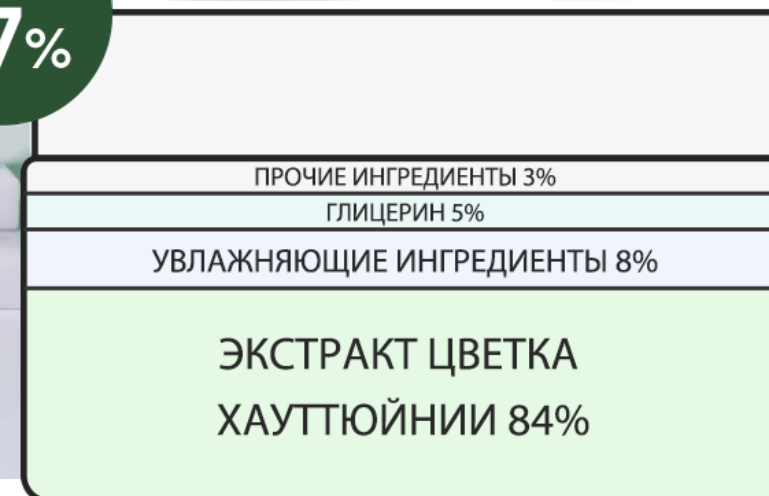 7%
ПРОЧИЕ ИНГРЕДИЕНТЫ 3%
ГЛИЦЕРИН 5%
УВЛАЖНЯЮЩИЕ ИНГРЕДИЕНТЫ 8%
ЭКСТРАКТ ЦВЕТКА
ХАУТТЮЙНИИ 84%